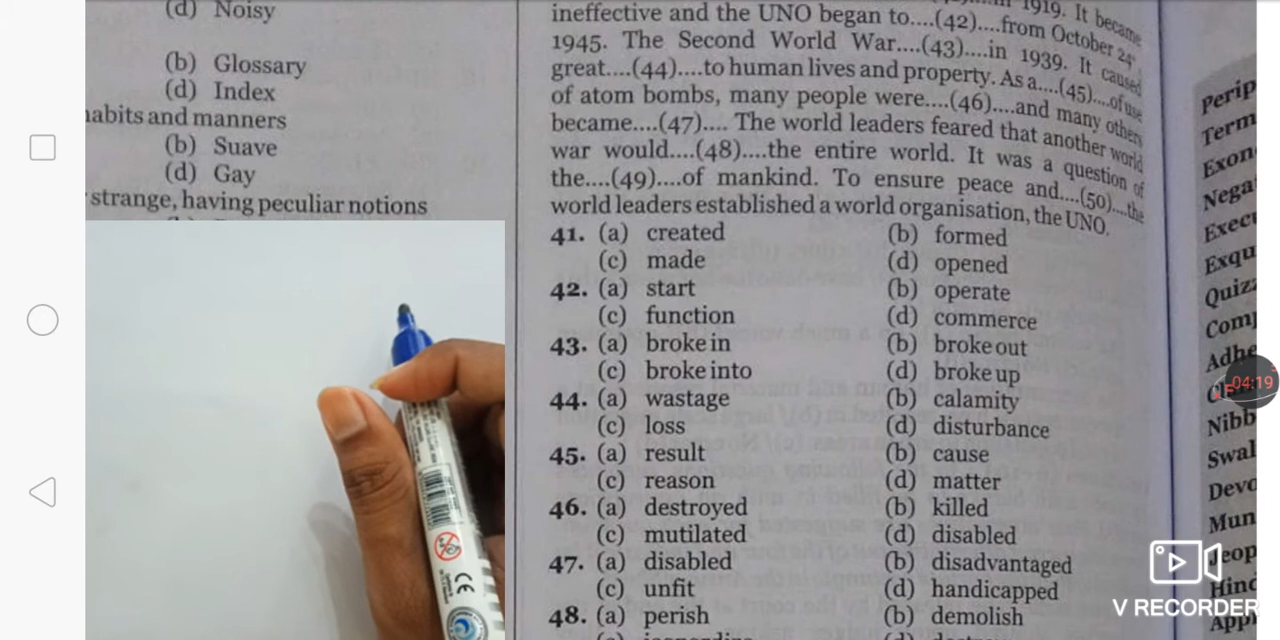 (d) Noisy
(b) Glossary
(d) Index
habits and manners
(b) Suave
(d) Gay
strange, having peculiar notions
1919. It became
ineffective and the UNO began to....(42)....from October 24,
1945. The Second World War....(43)....in 1939. It caused
great....(44)....to human lives and property. As a....(45)....of use
of atom bombs, many people were....(46)....and many others
became....(47).... The world leaders feared that another world
war would....(48)....the entire world. It was a question of
the....(49)....of mankind. To ensure peace and....(50)....the
world leaders established a world organisation, the UNO.
41. (a) created (b) formed
(c) made (d) opened
42. (a) start (b) operate
(c) function (d) commerce
43. (a) broke in (b) broke out
(c) broke into (d) broke up
44. (a) wastage (b) calamity
(c) loss (d) disturbance
45. (a) result (b) cause
(c) reason (d) matter
46. (a) destroyed (b) killed
(c) mutilated (d) disabled
47. (a) disabled (b) disadvantaged
(c) unfit (d) handicapped
48. (a) perish (b) demolish
Perip
Term
Exon
Nega
Execu
Exqu
Quizz
Comp
Adhe
Nibb
Swal
Devo
Mun
Jeop
Hind
Appr
04:19
V RECORDER
CE